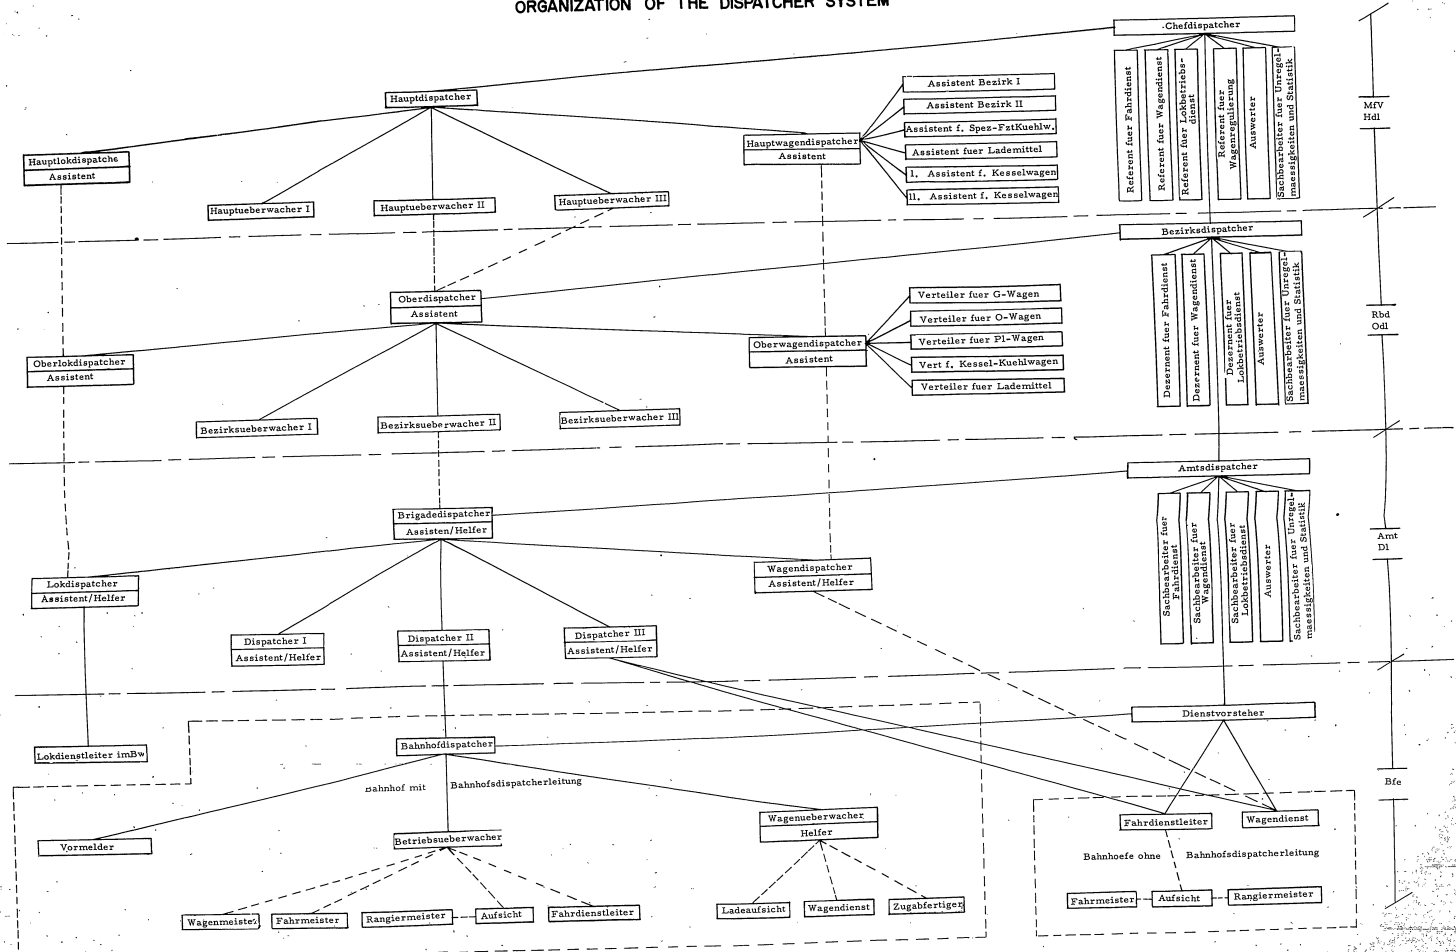 ORGANIZATION OF THE DISPATCHER SYSTEM
Chefdispatcher
Referent fuer Fahrdienst
Referent fuer Wagendienst
Referent fuer Lokbetriebs-
dienst
Referent fuer
Wagenregulierung
Auswerter
Sachbearbeiter fuer Unregel-
maessigkeiten und Statistik
MfV
Hdl
Hauptdispatcher
Hauptlokdispatche
Assistent
Hauptwagendispatcher
Assistent
Assistent Bezirk I
Assistent Bezirk II
Assistent f. Spez-FztKuehlw.
Assistent fuer Lademittel
I. Assistent f. Kesselwagen
II. Assistent f. Kesselwagen
Hauptueberwacher I
Hauptueberwacher II
Hauptueberwacher III
Bezirksdispatcher
Dezernent fuer Fahrdienst
Dezernent fuer Wagendienst
Dezernent fuer
Lokbetriebsdienst
Auswerter
Sachbearbeiter fuer Unregel-
maessigkeiten und Statistik
Rbd
Odl
Oberdispatcher
Assistent
Oberlokdispatcher
Assistent
Oberwagendispatcher
Assistent
Verteiler fuer G-Wagen
Verteiler fuer O-Wagen
Verteiler fuer Pl-Wagen
Vert f. Kessel-Kuehlwagen
Verteiler fuer Lademittel
Bezirksueberwacher I
Bezirksueberwacher II
Bezirksueberwacher III
Amtsdispatcher
Sachbearbeiter fuer
Fahrdienst
Sachbearbeiter fuer
Wagendienst
Sachbearbeiter fuer
Lokbetriebsdienst
Auswerter
Sachbearbeiter fuer Unregel-
maessigkeiten und Statistik
Amt
Dl
Brigadedispatcher
Assisten/Helfer
Lokdispatcher
Assistent/Helfer
Wagendispatcher
Assistent/Helfer
Dispatcher I
Assistent/Helfer
Dispatcher II
Assistent/Helfer
Dispatcher III
Assistent/Helfer
Dienstvorsteher
Lokdienstleiter imBw
Bahnhofdispatcher
Bahnhof mit Bahnhofsdispatcherleitung
Bfe
Vormelder
Betriebsueberwacher
Wagenueberwacher
Helfer
Fahrdienstleiter
Wagendienst
Bahnhoefe ohne Bahnhofsdispatcherleitung
Wagenmeister
Fahrmeister
Rangiermeister
Aufsicht
Fahrdienstleiter
Ladeaufsicht
Wagendienst
Zugabfertiger
Fahrmeister
Aufsicht
Rangiermeister